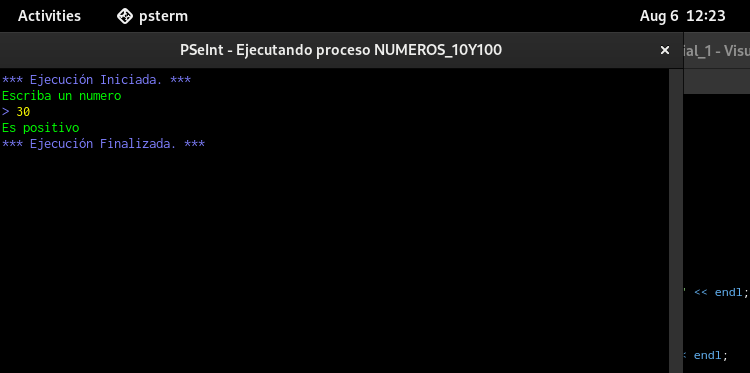 Activities psterm Aug 6 12:23
PSeInt - Ejecutando proceso NUMEROS_10Y100 ×
ial_1 - Visu
*** Ejecución Iniciada. ***
Escriba un numero
> 30
Es positivo
*** Ejecución Finalizada. ***
" << endl;
< endl;